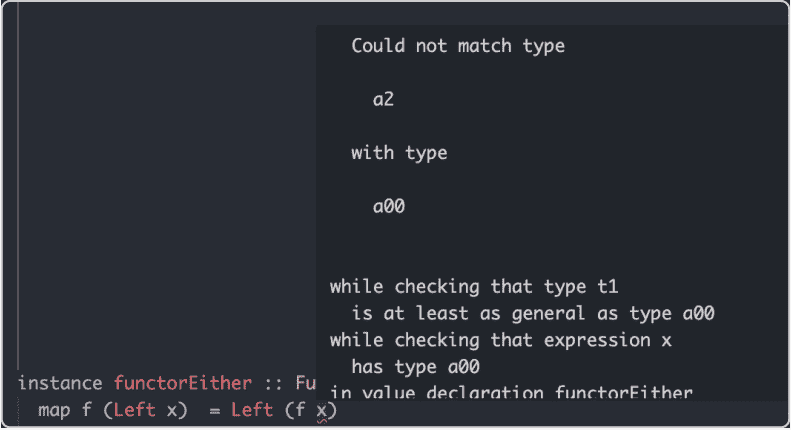 Could not match type
a2
with type
a00
while checking that type t1
is at least as general as type a00
while checking that expression x
has type a00
in value declaration functorEither
instance functorEither :: Fu
map f (Left x) = Left (f x)